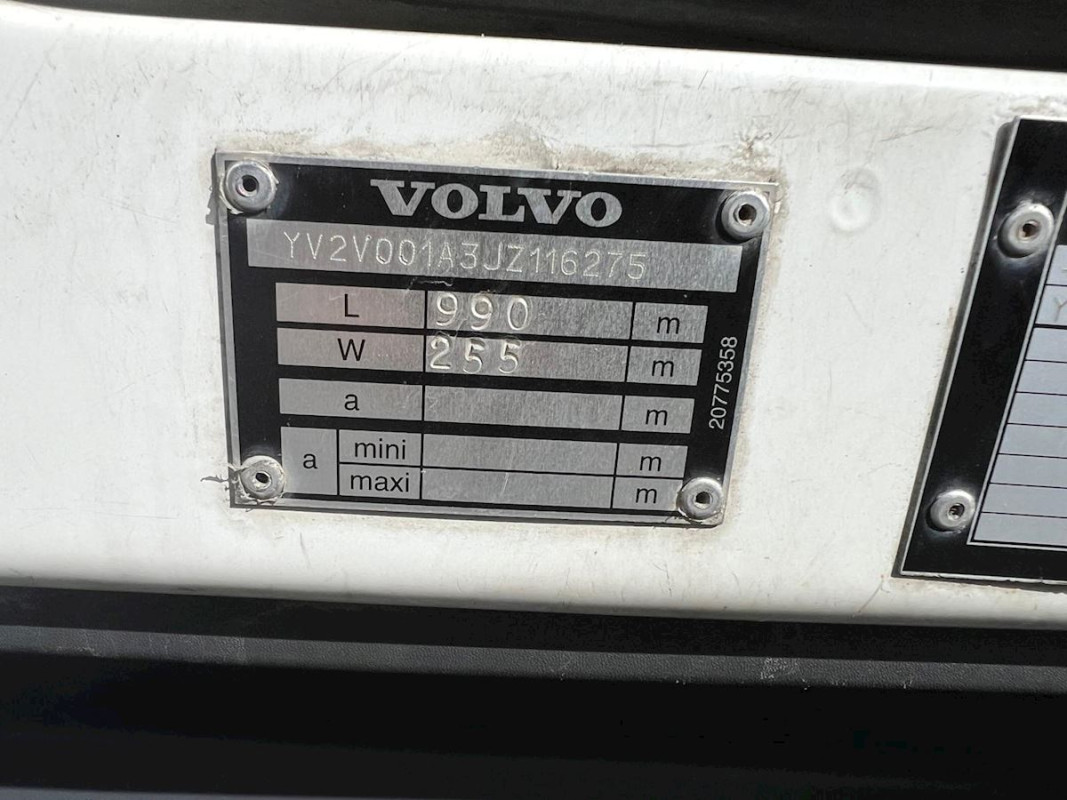 VOLVO
YV2V001A3JZ116275
L 990 m
W 255 m
a m
a mini m
maxi m
20775358